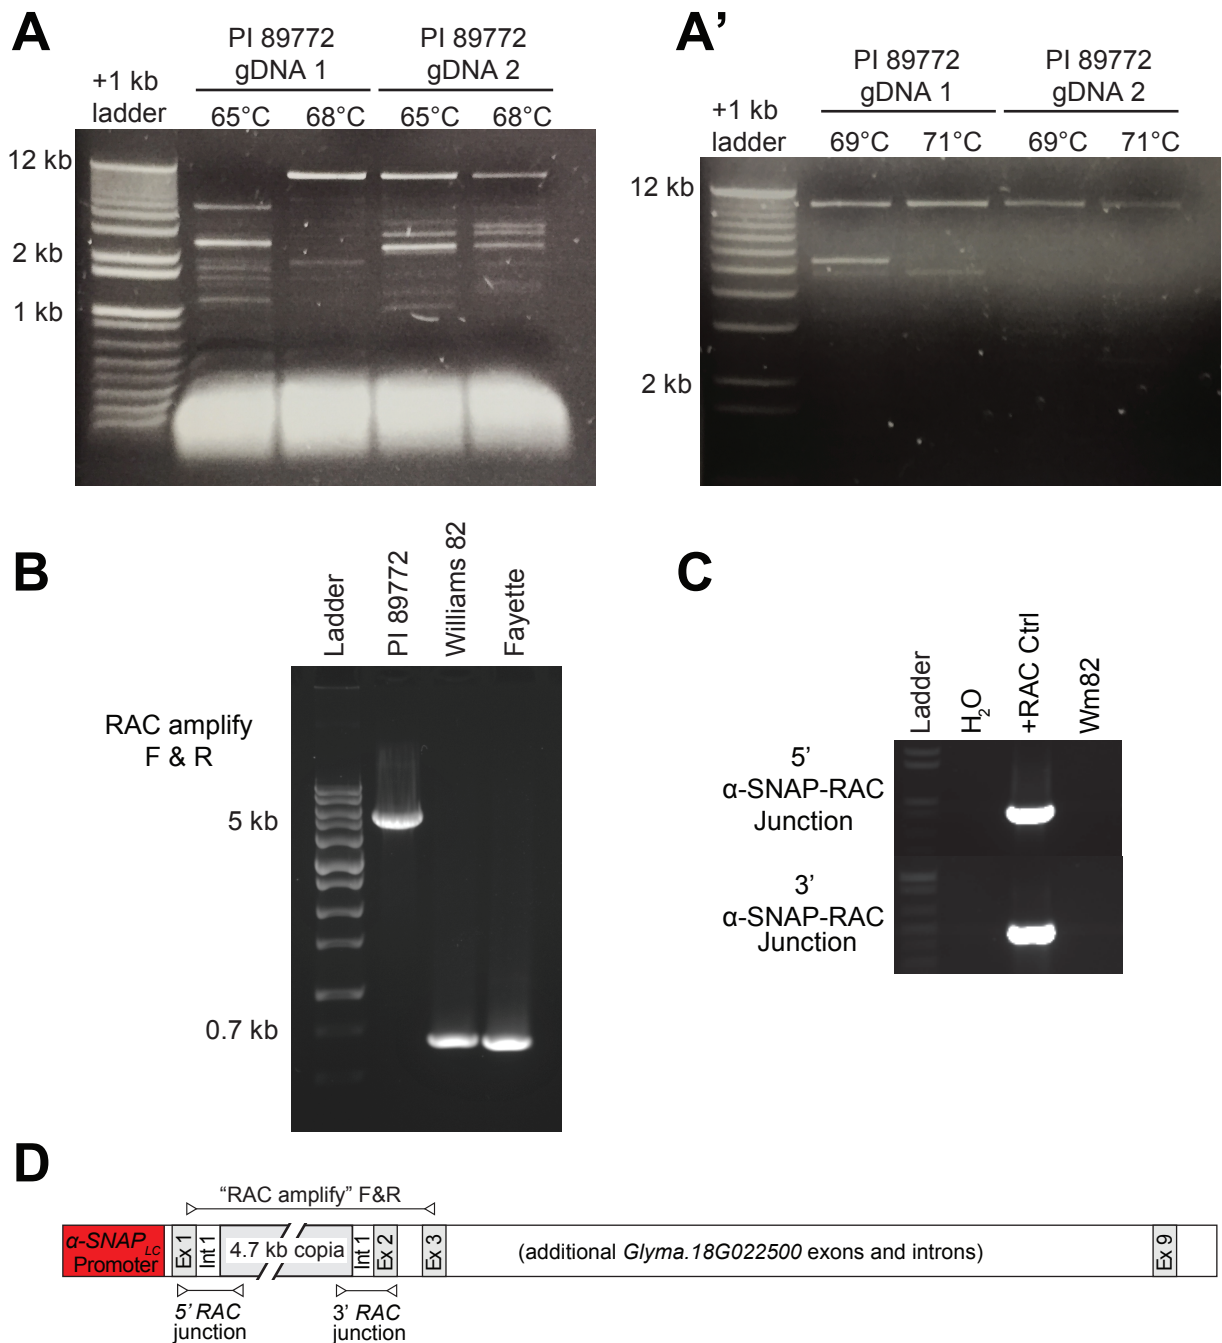 A
PI 89772
gDNA 1
PI 89772
gDNA 2
+1 kb
ladder
65°C
68°C
65°C
68°C
12 kb
2 kb
1 kb
A'
PI 89772
gDNA 1
PI 89772
gDNA 2
+1 kb
ladder
69°C
71°C
69°C
71°C
12 kb
2 kb
B
Ladder
PI 89772
Williams 82
Fayette
RAC amplify
F & R
5 kb
0.7 kb
C
Ladder
H₂O
+RAC Ctrl
Wm82
5’
α-SNAP-RAC
Junction
3’
α-SNAP-RAC
Junction
D
“RAC amplify” F&R
α-SNAP LC
Promoter
Ex 1
Int 1
4.7 kb copia
Int 1
Ex 2
Ex 3
(additional Glyma.18G022500 exons and introns)
Ex 9
5’ RAC
junction
3’ RAC
junction